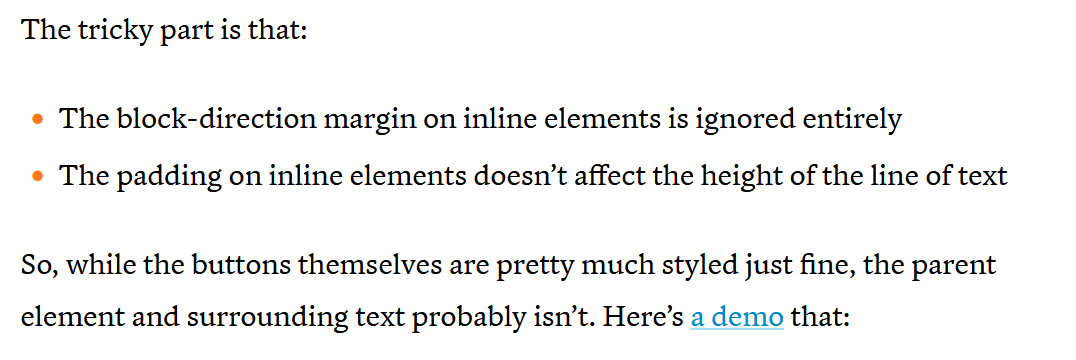 The tricky part is that:
• The block-direction margin on inline elements is ignored entirely
• The padding on inline elements doesn’t affect the height of the line of text
So, while the buttons themselves are pretty much styled just fine, the parent
element and surrounding text probably isn’t. Here’s a demo that: